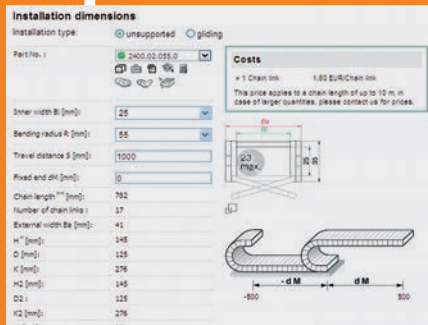 Installation dimensions
Installation type: unsupported gliding
Part No. : 2400.02.055.0
Costs
1 Chain link 1,80 EUR/Chain link
This price applies to a chain length of up to 10 m, in
case of larger quantities, please contact us for prices.
Inner width Bi [mm]: 25
Bending radius R [mm]: 55
Travel distance S [mm]: 1000
Fixed end dM [mm]: 0
Chain length ** [mm]: 782
Number of chain links : 17
External width Ba [mm]: 41
H* [mm]: 145
D [mm]: 125
K [mm]: 276
H2 [mm]: 145
D2 : 125
K2 [mm]: 276
Ba
Bi
23
max.
25
35
- d M
d M
-500
500